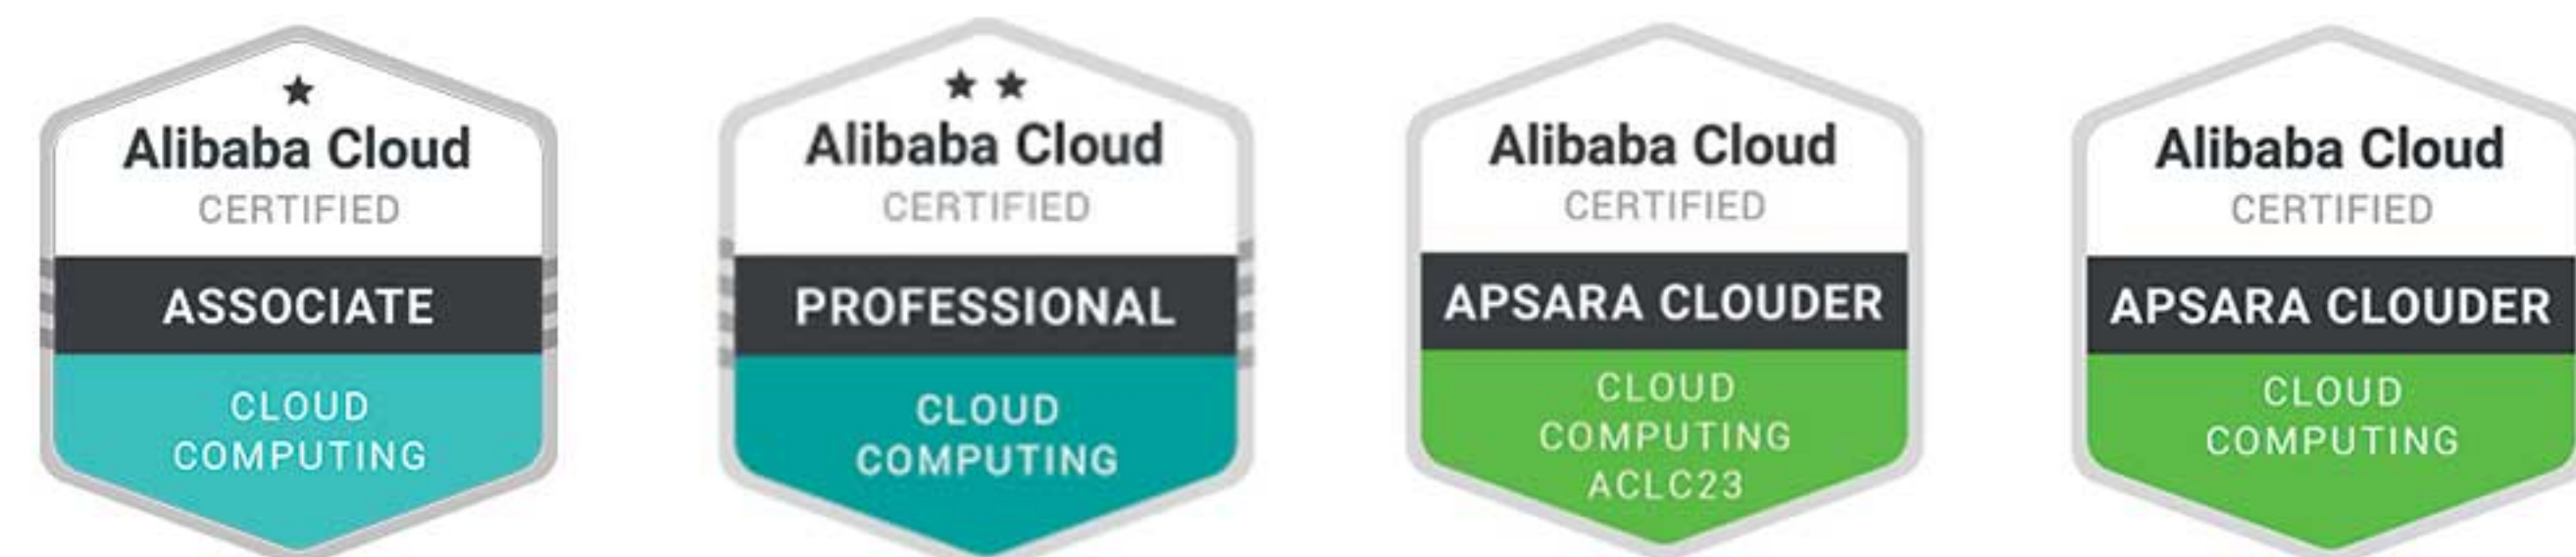 Alibaba Cloud
CERTIFIED
ASSOCIATE
CLOUD
COMPUTING
Alibaba Cloud
CERTIFIED
PROFESSIONAL
CLOUD
COMPUTING
Alibaba Cloud
CERTIFIED
APSARA CLOUDER
CLOUD
COMPUTING
ACLC23
Alibaba Cloud
CERTIFIED
APSARA CLOUDER
CLOUD
COMPUTING